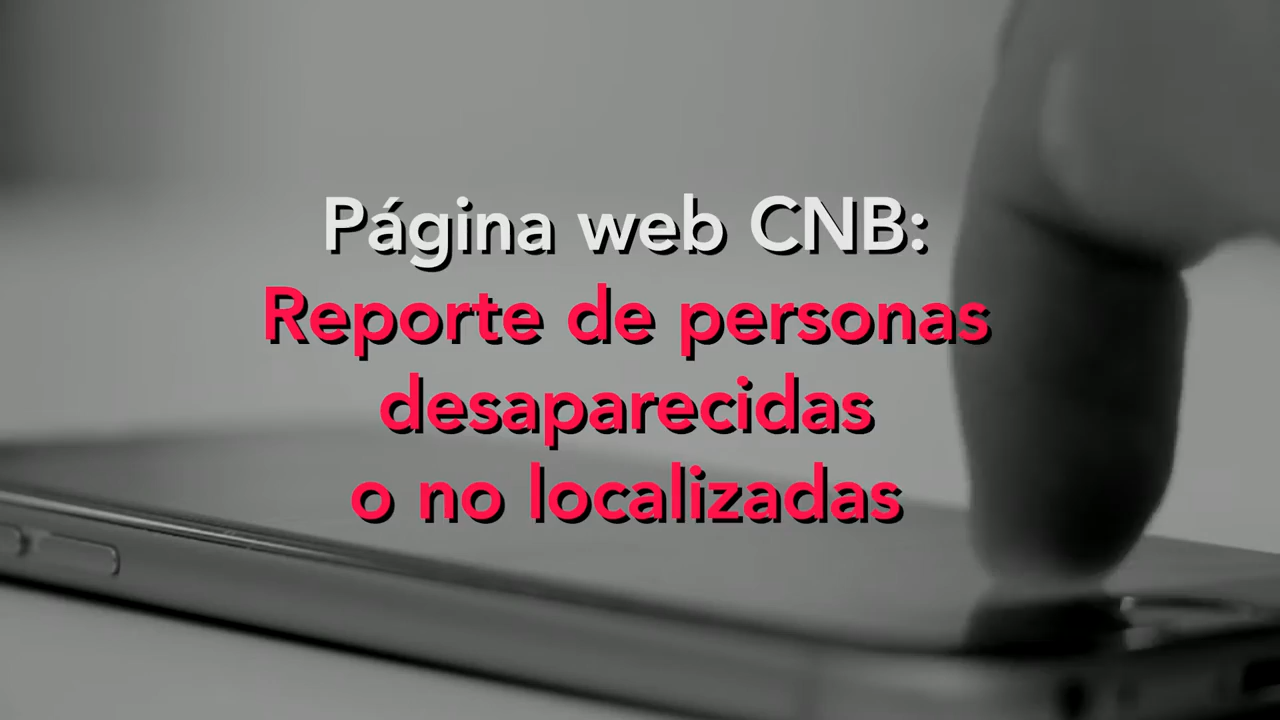 Página web CNB:
Reporte de personas
desaparecidas
o no localizadas